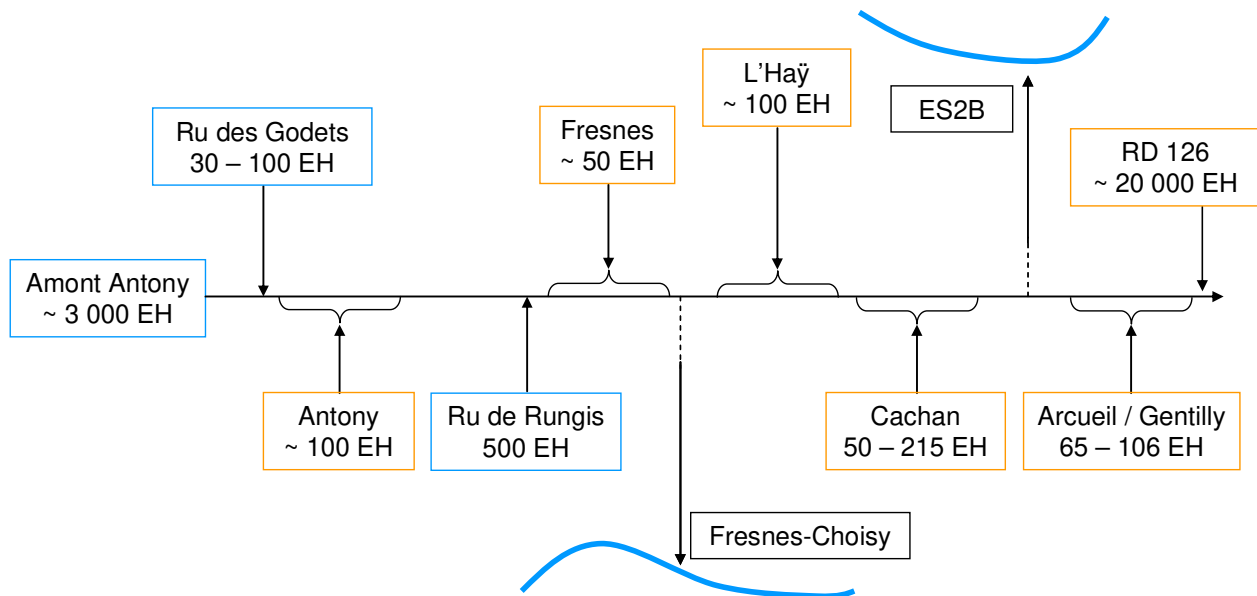 L'Haÿ
~ 100 EH
ES2B
Ru des Godets
30 – 100 EH
Fresnes
~ 50 EH
RD 126
~ 20 000 EH
Amont Antony
~ 3 000 EH
Antony
~ 100 EH
Ru de Rungis
500 EH
Cachan
50 – 215 EH
Arcueil / Gentilly
65 – 106 EH
Fresnes-Choisy